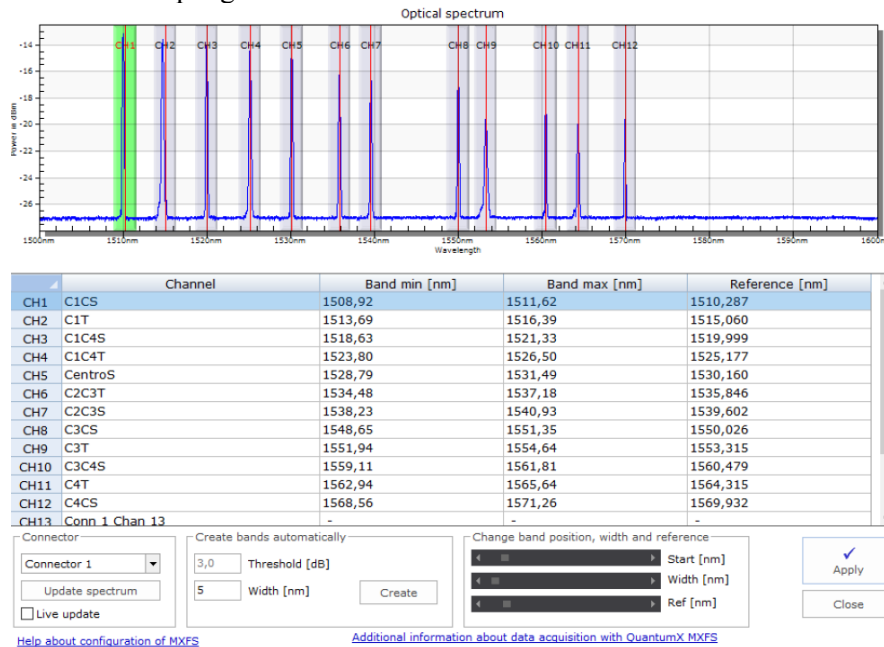 Optical spectrum
CH1 CH2 CH3 CH4 CH5 CH6 CH7 CH8 CH9 CH10 CH11 CH12
-14
-16
-18
-20
-22
-24
-26
Power in dBm
1500nm 1510nm 1520nm 1530nm 1540nm 1550nm 1560nm 1570nm 1580nm 1590nm 1600nm
Wavelength
Channel Band min [nm] Band max [nm] Reference [nm]
CH1 C1CS 1508,92 1511,62 1510,287
CH2 C1T 1513,69 1516,39 1515,060
CH3 C1C4S 1518,63 1521,33 1519,999
CH4 C1C4T 1523,80 1526,50 1525,177
CH5 CentroS 1528,79 1531,49 1530,160
CH6 C2C3T 1534,48 1537,18 1535,846
CH7 C2C3S 1538,23 1540,93 1539,602
CH8 C3CS 1548,65 1551,35 1550,026
CH9 C3T 1551,94 1554,64 1553,315
CH10 C3C4S 1559,11 1561,81 1560,479
CH11 C4T 1562,94 1565,64 1564,315
CH12 C4CS 1568,56 1571,26 1569,932
CH13 Conn 1 Chan 13 - - -
Connector Create bands automatically Change band position, width and reference
Connector 1 3,0 Threshold [dB] Start [nm] Apply
Update spectrum 5 Width [nm] Create Width [nm]
Live update Ref [nm] Close
Help about configuration of MXFS Additional information about data acquisition with QuantumX MXFS